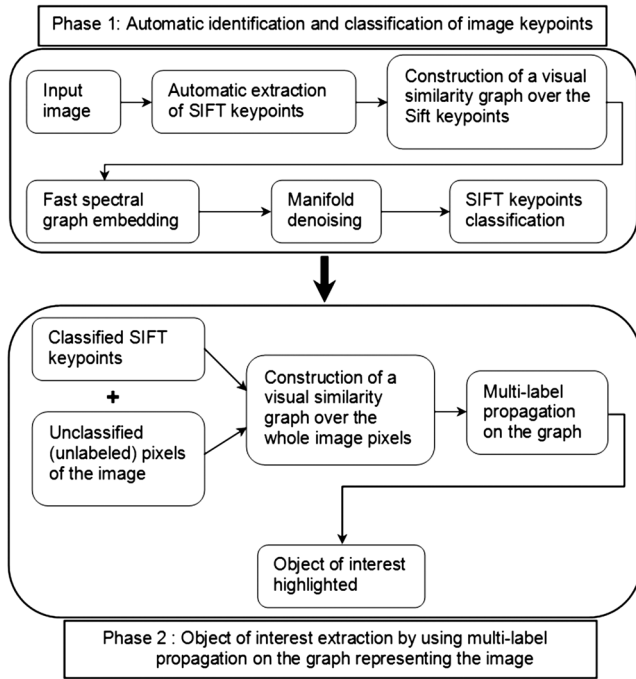 Phase 1: Automatic identification and classification of image keypoints
Input
image
Automatic extraction
of SIFT keypoints
Construction of a visual
similarity graph over the
Sift keypoints
Fast spectral
graph embedding
Manifold
denoising
SIFT keypoints
classification
Classified SIFT
keypoints
+
Unclassified
(unlabeled) pixels
of the image
Construction of a
visual similarity
graph over the
whole image pixels
Multi-label
propagation
on the graph
Object of interest
highlighted
Phase 2 : Object of interest extraction by using multi-label
propagation on the graph representing the image